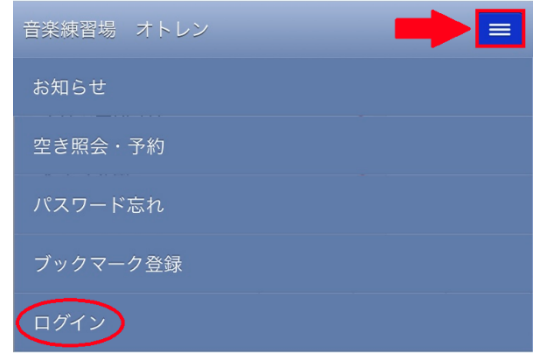 音楽練習場　オトレン
お知らせ
空き照会・予約
パスワード忘れ
ブックマーク登録
ログイン